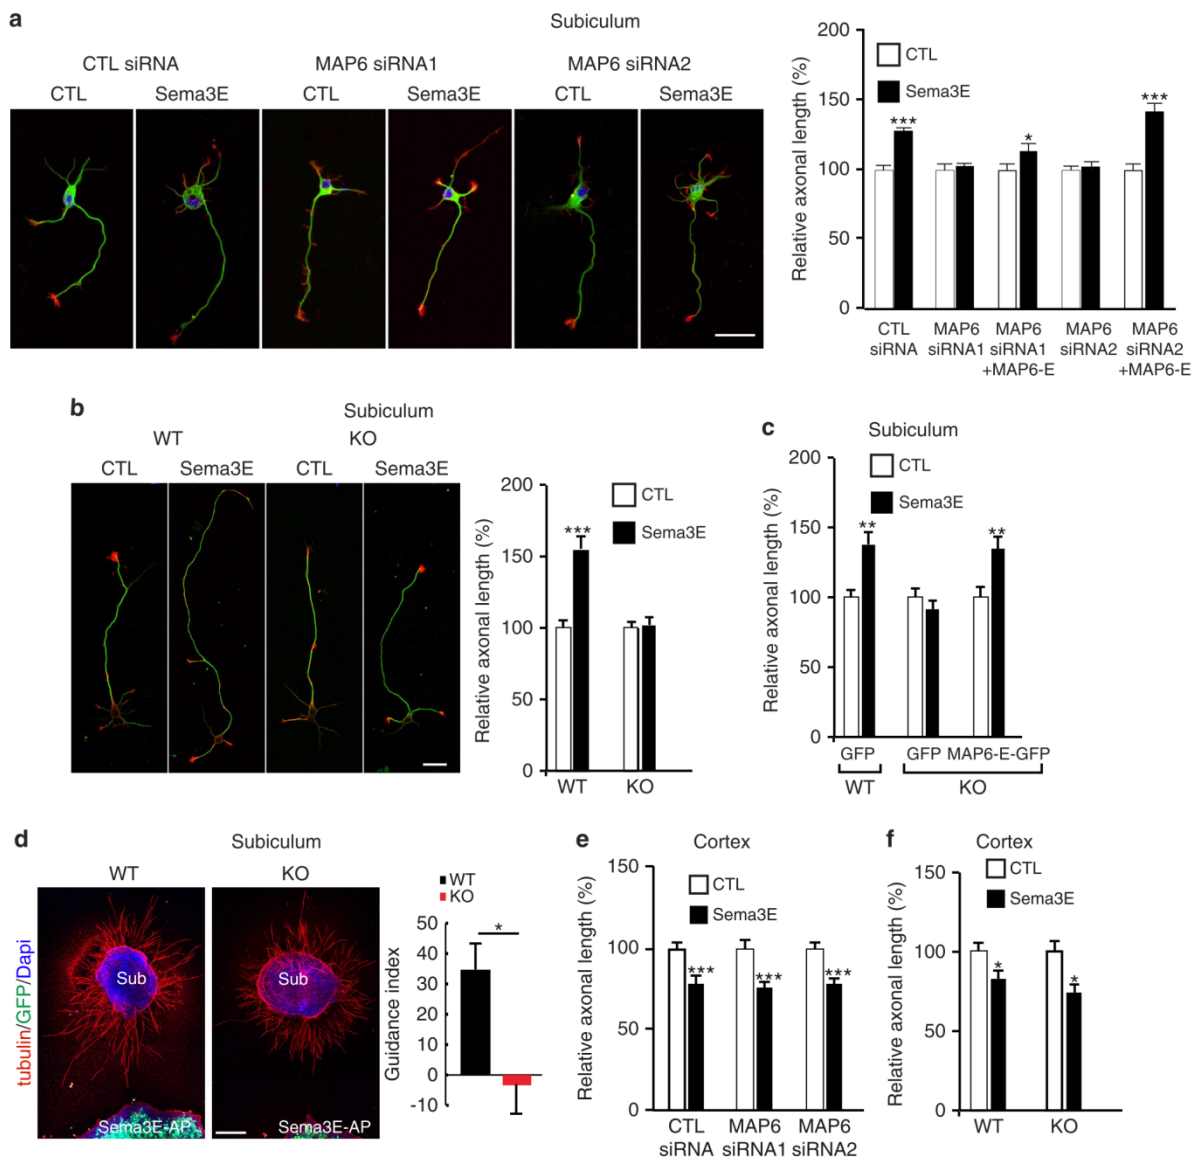 a
Subiculum
CTL siRNA MAP6 siRNA1 MAP6 siRNA2
CTL Sema3E CTL Sema3E CTL Sema3E
Relative axonal length (%)
200
150
100
50
0
CTL
Sema3E
*** * ***
CTL siRNA
MAP6 siRNA1
MAP6 siRNA1 +MAP6-E
MAP6 siRNA2
MAP6 siRNA2 +MAP6-E
b
Subiculum
WT KO
CTL Sema3E CTL Sema3E
Relative axonal length (%)
200
150
100
50
0
CTL
Sema3E
***
WT KO
c
Subiculum
Relative axonal length (%)
200
150
100
50
0
CTL
Sema3E
** **
GFP GFP MAP6-E-GFP
WT KO
d
Subiculum
WT KO
tubulin/GFP/Dapi
Sub Sub
Sema3E-AP Sema3E-AP
WT
KO
Guidance index
50
40
30
20
10
0
-10
*
e
Cortex
Relative axonal length (%)
150
100
50
0
CTL
Sema3E
*** *** ***
CTL siRNA
MAP6 siRNA1
MAP6 siRNA2
f
Cortex
Relative axonal length (%)
150
100
50
0
CTL
Sema3E
* *
WT KO